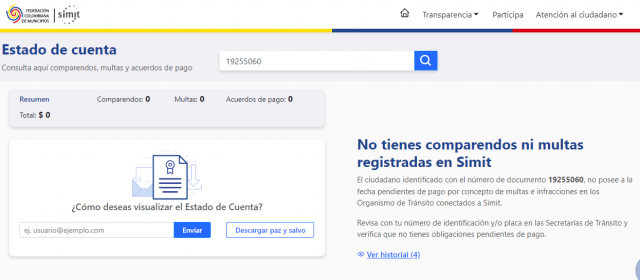 FEDERACIÓN
COLOMBIANA
DE MUNICIPIOS
simit
Transparencia
Participa
Atención al ciudadano
Estado de cuenta
Consulta aquí comparendos, multas y acuerdos de pago
19255060
Resumen
Comparendos: 0
Multas: 0
Acuerdos de pago: 0
Total: $ 0
¿Cómo deseas visualizar el Estado de Cuenta?
ej. usuario@ejemplo.com
Enviar
Descargar paz y salvo
No tienes comparendos ni multas
registradas en Simit
El ciudadano identificado con el número de documento 19255060, no posee a la
fecha pendientes de pago por concepto de multas e infracciones en los
Organismo de Tránsito conectados a Simit.
Revisa con tu número de identificación y/o placa en las Secretarías de Tránsito y
verifica que no tienes obligaciones pendientes de pago.
Ver historial (4)